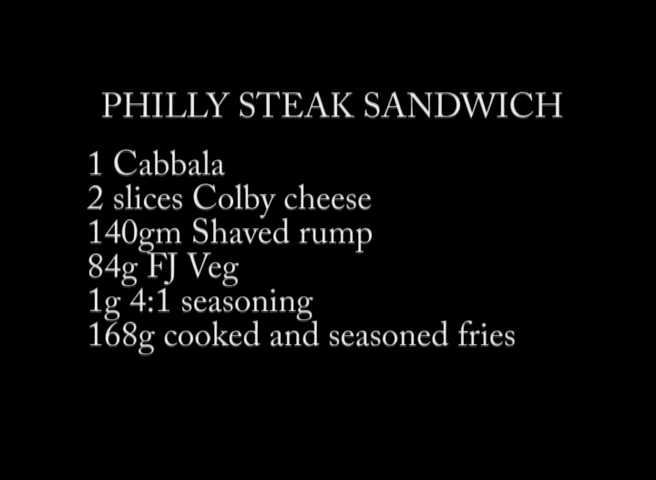 PHILLY STEAK SANDWICH
1 Cabbala
2 slices Colby cheese
140gm Shaved rump
84g FJ Veg
1g 4:1 seasoning
168g cooked and seasoned fries